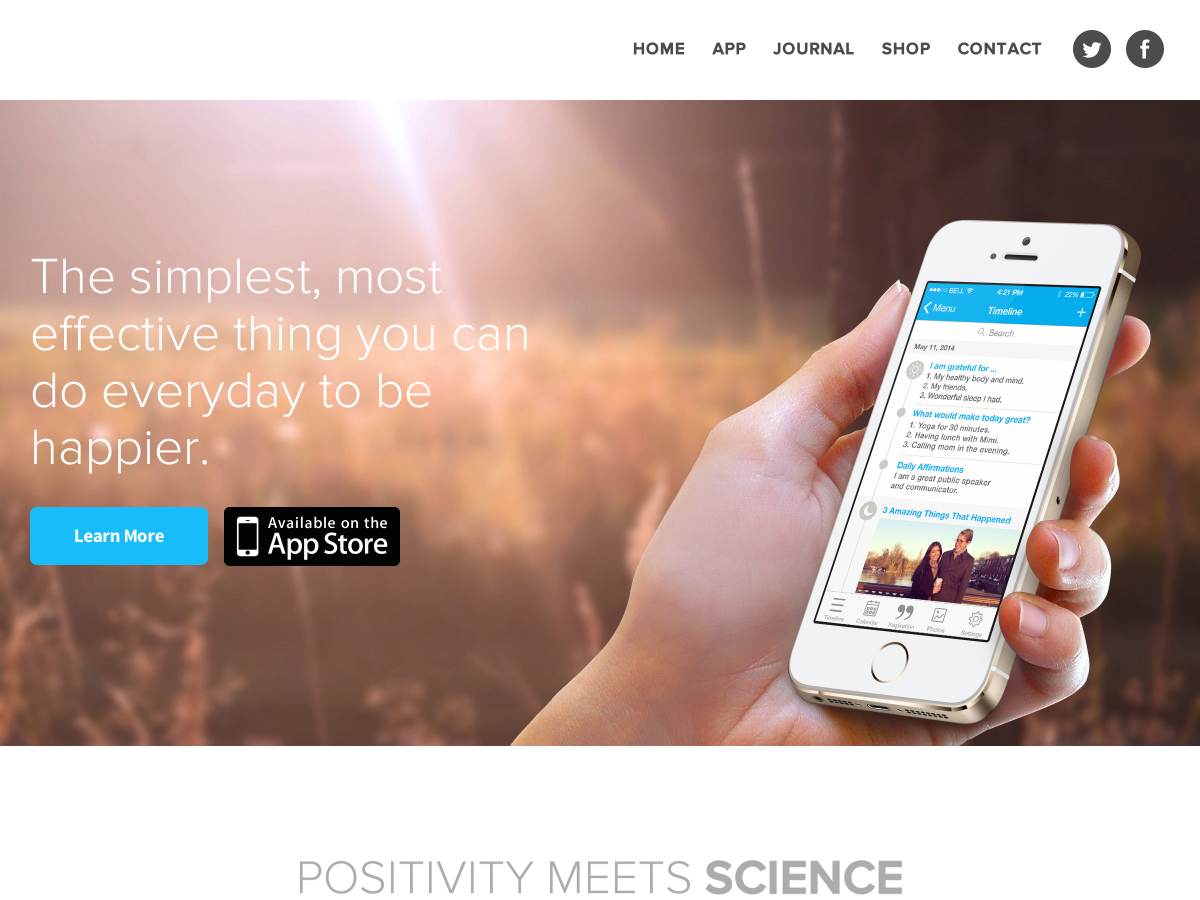 HOME APP JOURNAL SHOP CONTACT
The simplest, most
effective thing you can
do everyday to be
happier.
Learn More
Available on the
App Store
BELL 4:21 PM 22%
Menu Timeline +
Search
May 11, 2014
I am grateful for ...
1. My healthy body and mind.
2. My friends.
3. Wonderful sleep I had.
What would make today great?
1. Yoga for 30 minutes.
2. Having lunch with Mimi.
3. Calling mom in the evening.
Daily Affirmations
I am a great public speaker
and communicator.
3 Amazing Things That Happened
Timeline Calendar Inspiration Photos Settings
POSITIVITY MEETS SCIENCE